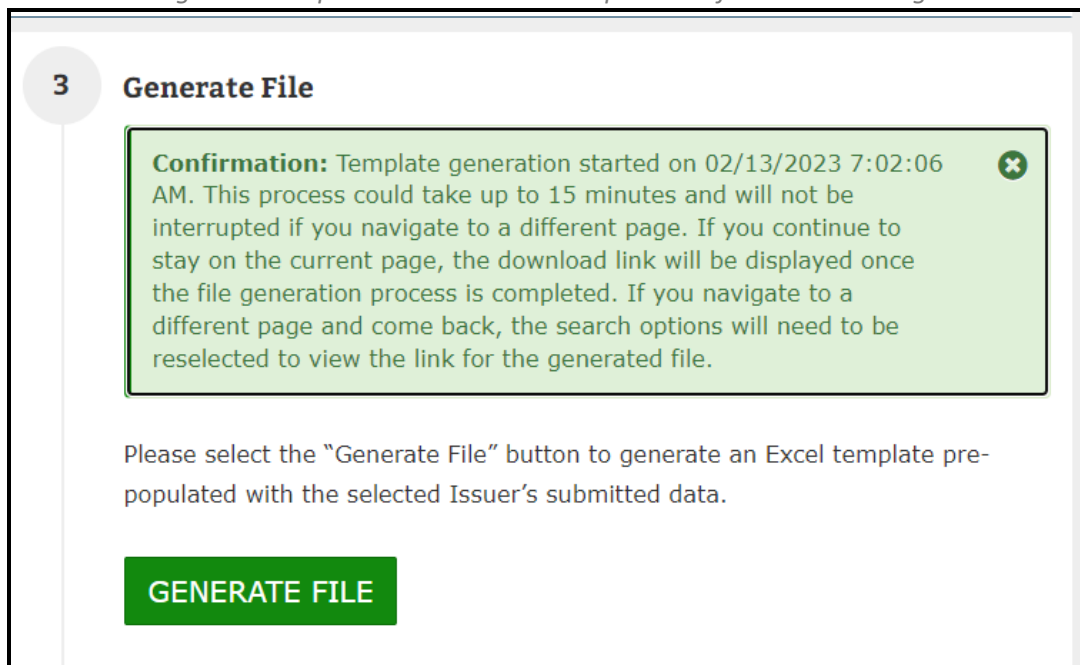 3
Generate File
Confirmation: Template generation started on 02/13/2023 7:02:06
AM. This process could take up to 15 minutes and will not be
interrupted if you navigate to a different page. If you continue to
stay on the current page, the download link will be displayed once
the file generation process is completed. If you navigate to a
different page and come back, the search options will need to be
reselected to view the link for the generated file.
Please select the “Generate File” button to generate an Excel template pre-
populated with the selected Issuer’s submitted data.
GENERATE FILE